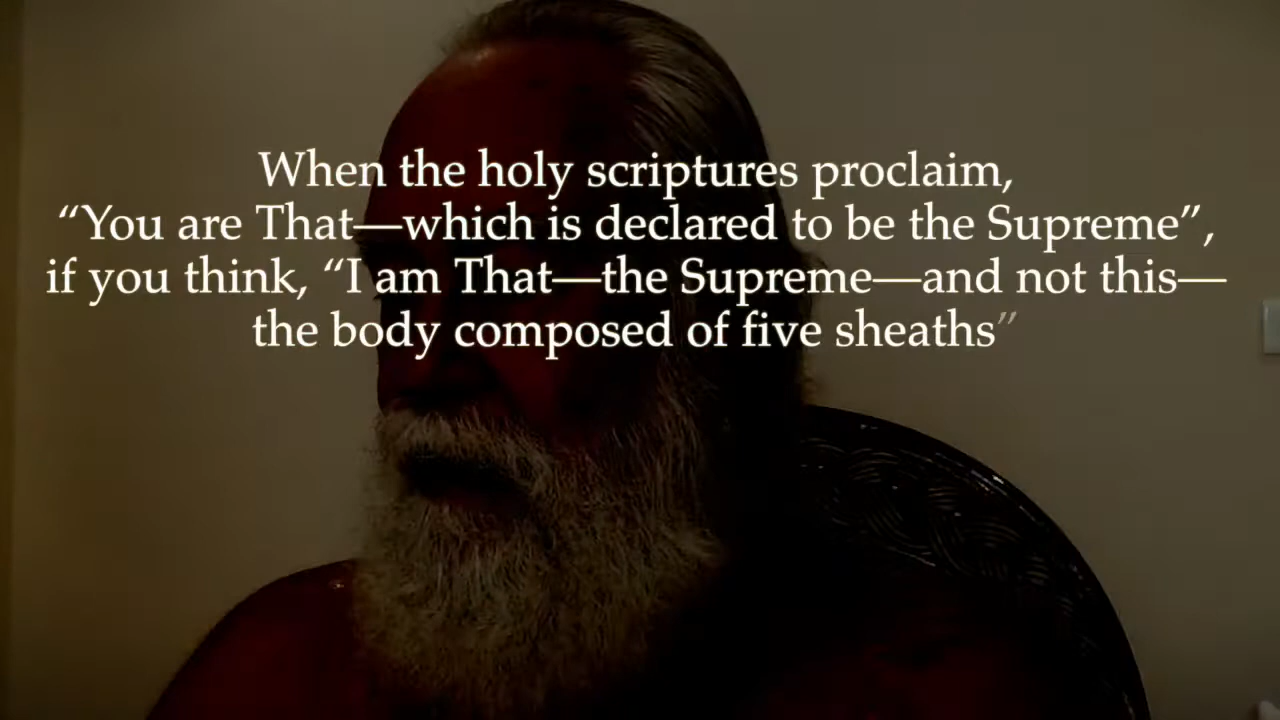 When the holy scriptures proclaim,
“You are That—which is declared to be the Supreme”,
if you think, “I am That—the Supreme—and not this—
the body composed of five sheaths”